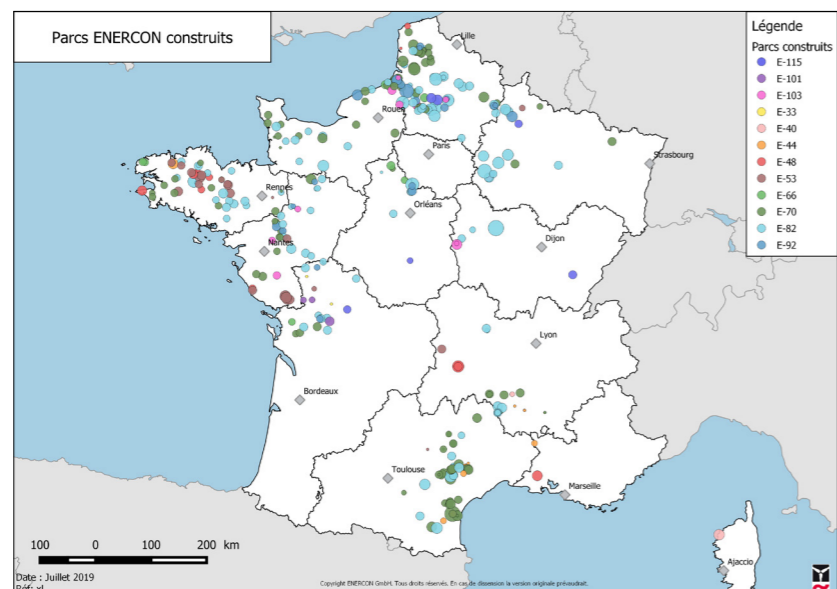 Parcs ENERCON construits
Légende
Parcs construits
E-115
E-101
E-103
E-33
E-40
E-44
E-48
E-53
E-66
E-70
E-82
E-92
Lille
Rouen
Paris
Strasbourg
Rennes
Orléans
Nantes
Dijon
Lyon
Bordeaux
Toulouse
Marseille
Ajaccio
100 0 100 200 km
Date : Juillet 2019
Copyright ENERCON GmbH. Tous droits réservés. En cas de dissension la version originale prévaudrait.